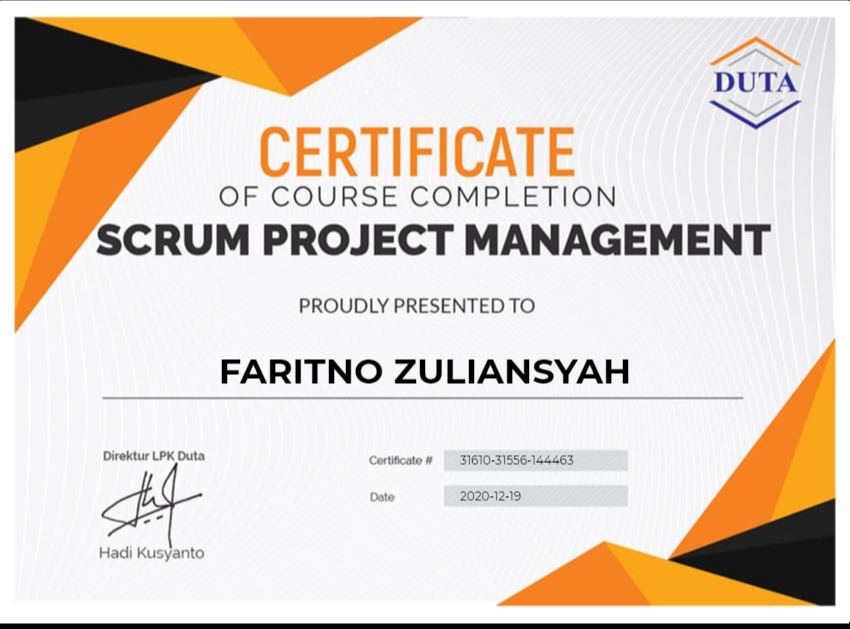 DUTA
CERTIFICATE
OF COURSE COMPLETION
SCRUM PROJECT MANAGEMENT
PROUDLY PRESENTED TO
FARITNO ZULIANSYAH
Direktur LPK Duta
Hadi Kusyanto
Certificate # 31610-31556-144463
Date 2020-12-19